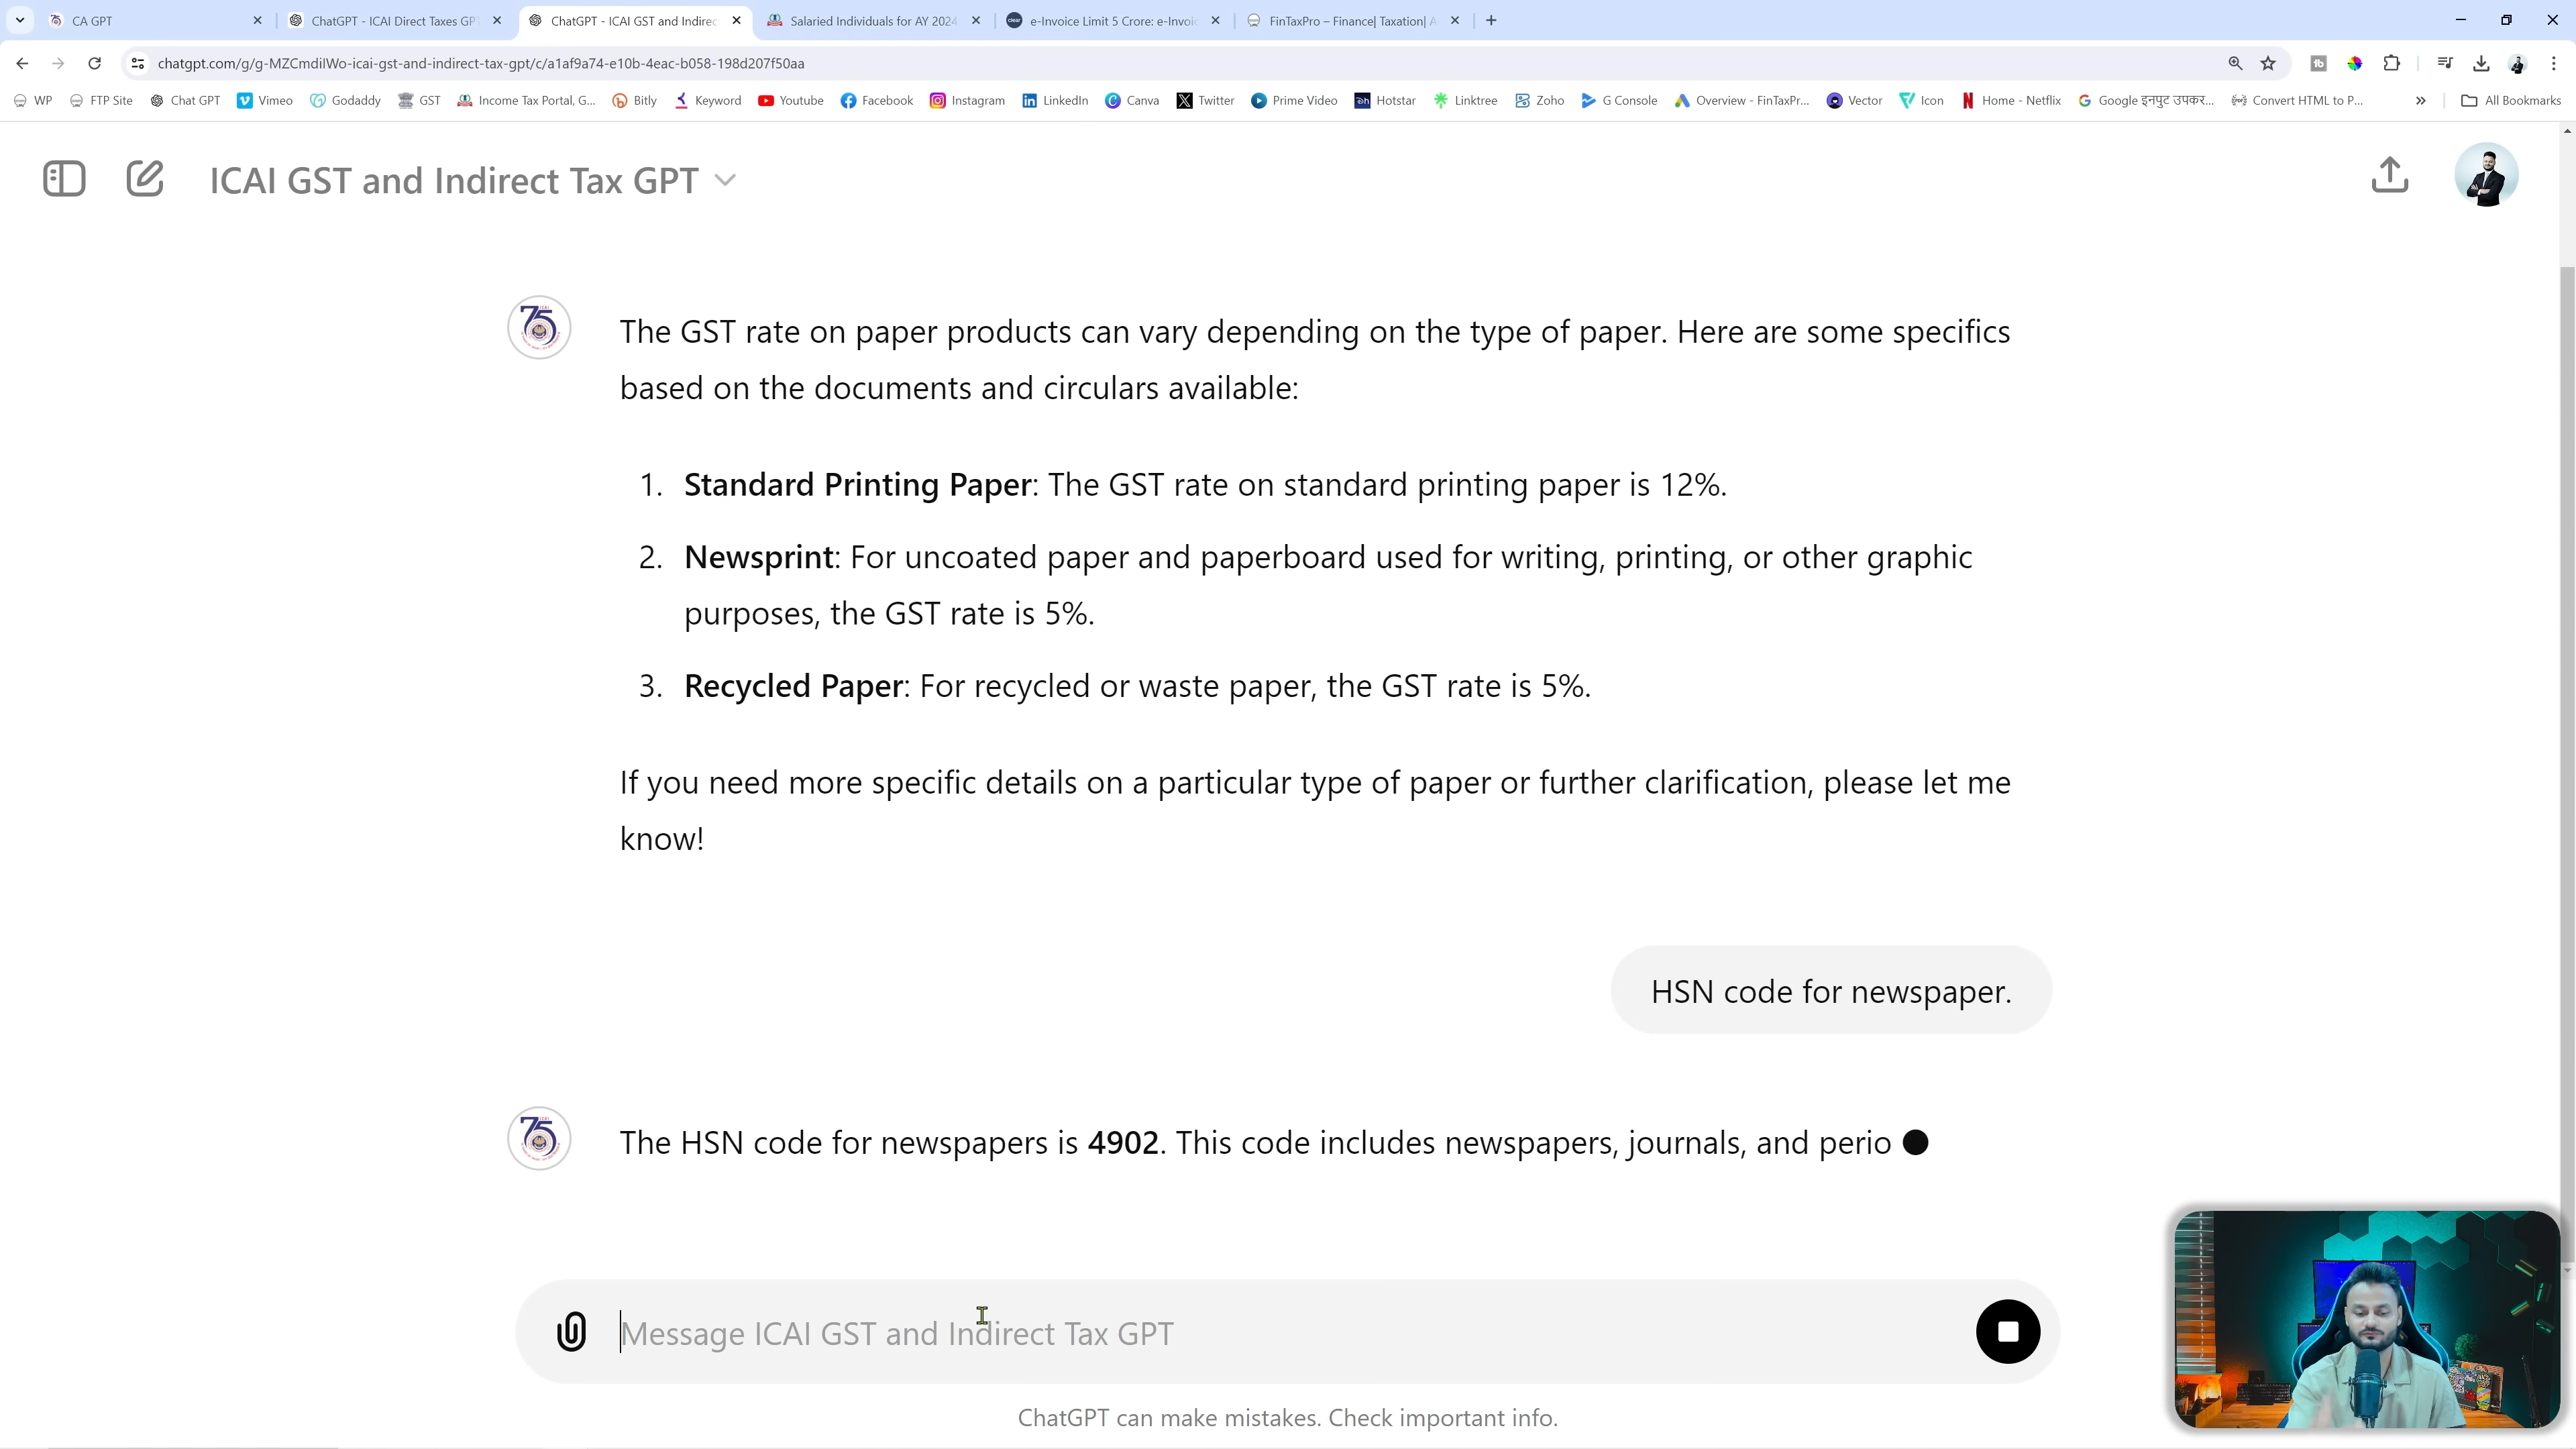 CA GPT
ChatGPT - ICAI Direct Taxes GPT
ChatGPT - ICAI GST and Indirec
Salaried Individuals for AY 2024
e-Invoice Limit 5 Crore: e-Invoic
FinTaxPro – Finance| Taxation| A
chatgpt.com/g/g-MZCmdilWo-icai-gst-and-indirect-tax-gpt/c/a1af9a74-e10b-4eac-b058-198d207f50aa
WP
FTP Site
Chat GPT
Vimeo
Godaddy
GST
Income Tax Portal, G...
Bitly
Keyword
Youtube
Facebook
Instagram
LinkedIn
Canva
Twitter
Prime Video
Hotstar
Linktree
Zoho
G Console
Overview - FinTaxPr...
Vector
Icon
Home - Netflix
Google इनपुट उपकर...
Convert HTML to P...
All Bookmarks
ICAI GST and Indirect Tax GPT
The GST rate on paper products can vary depending on the type of paper. Here are some specifics
based on the documents and circulars available:
1. Standard Printing Paper: The GST rate on standard printing paper is 12%.
2. Newsprint: For uncoated paper and paperboard used for writing, printing, or other graphic
purposes, the GST rate is 5%.
3. Recycled Paper: For recycled or waste paper, the GST rate is 5%.
If you need more specific details on a particular type of paper or further clarification, please let me
know!
HSN code for newspaper.
The HSN code for newspapers is 4902. This code includes newspapers, journals, and perio
Message ICAI GST and Indirect Tax GPT
ChatGPT can make mistakes. Check important info.